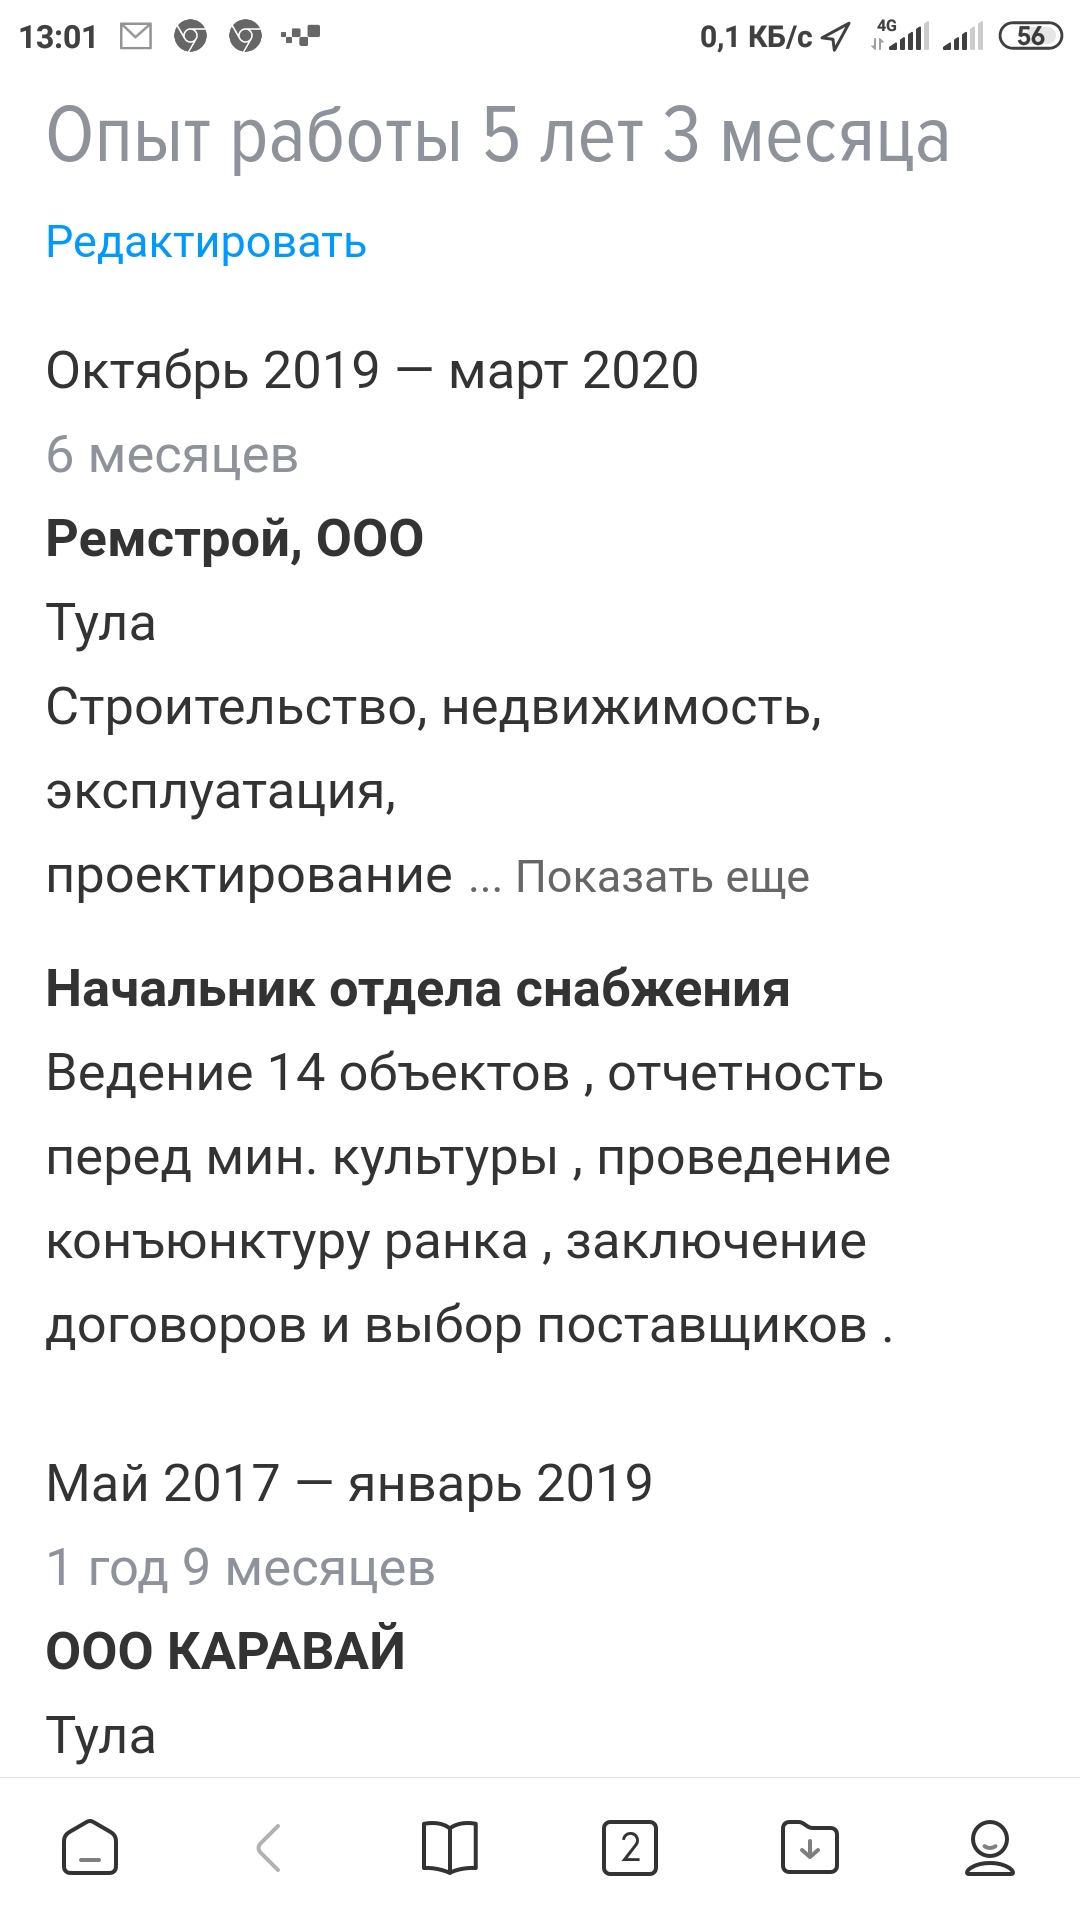 13:01 0,1 КБ/с 4G 56
Опыт работы 5 лет 3 месяца
Редактировать
Октябрь 2019 — март 2020
6 месяцев
Ремстрой, ООО
Тула
Строительство, недвижимость,
эксплуатация,
проектирование ... Показать еще
Начальник отдела снабжения
Ведение 14 объектов , отчетность
перед мин. культуры , проведение
конъюнктуру ранка , заключение
договоров и выбор поставщиков .
Май 2017 — январь 2019
1 год 9 месяцев
ООО КАРАВАЙ
Тула
2